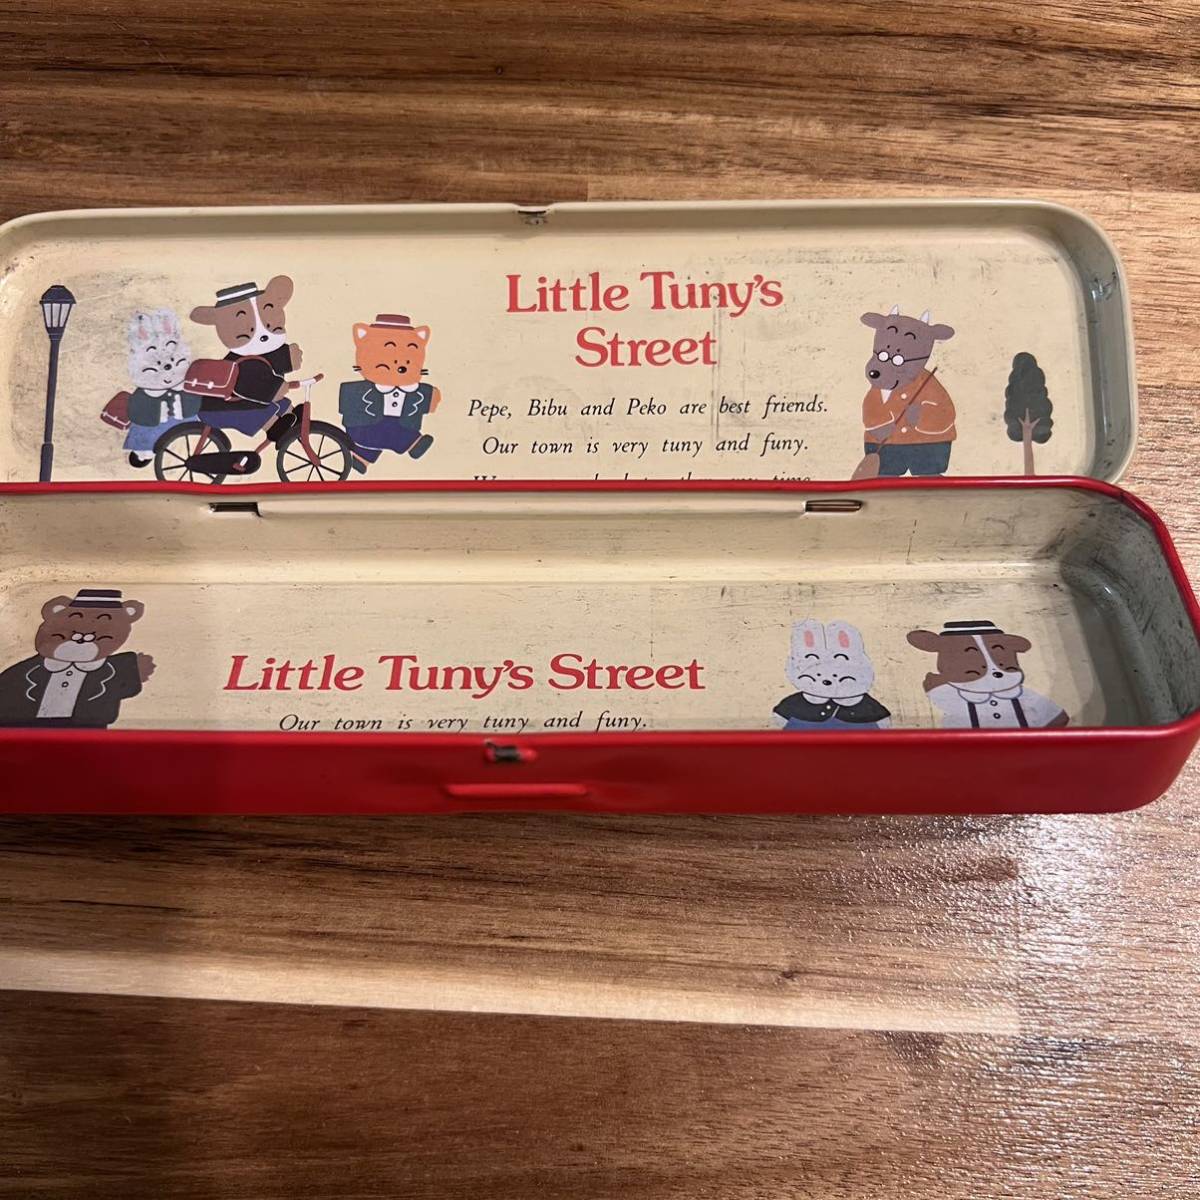 Little Tuny's
Street
Pepe, Bibu and Peko are best friends.
Our town is very tuny and funy.
Little Tuny's Street
Our town is very tuny and funy.